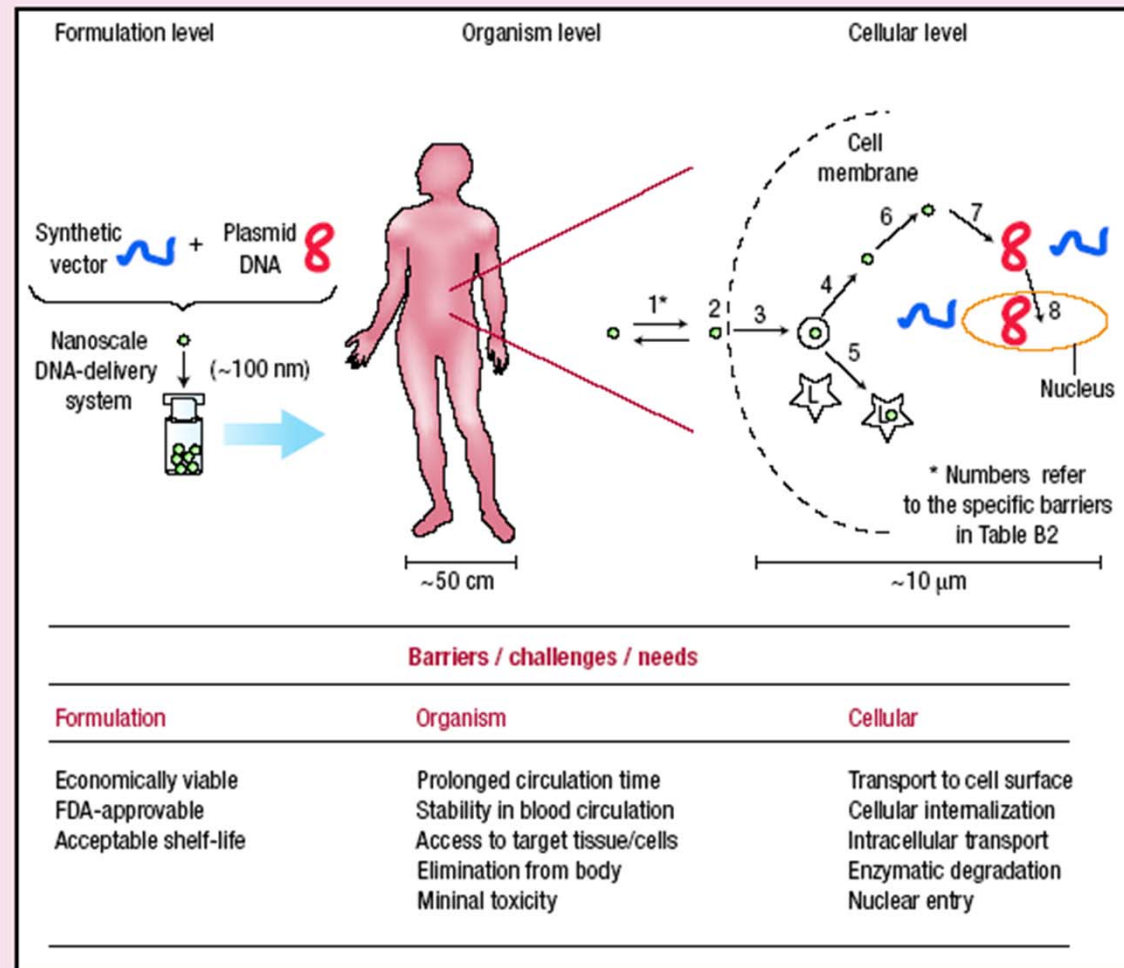 Formulation level
Organism level
Cellular level
Synthetic
vector
+
Plasmid
DNA
Nanoscale
DNA-delivery
system
(~100 nm)
~50 cm
Cell
membrane
1*
2
3
4
5
6
7
8
L
L
Nucleus
* Numbers refer
to the specific barriers
in Table B2
~10 μm
Barriers / challenges / needs
Formulation
Economically viable
FDA-approvable
Acceptable shelf-life
Organism
Prolonged circulation time
Stability in blood circulation
Access to target tissue/cells
Elimination from body
Mininal toxicity
Cellular
Transport to cell surface
Cellular internalization
Intracellular transport
Enzymatic degradation
Nuclear entry